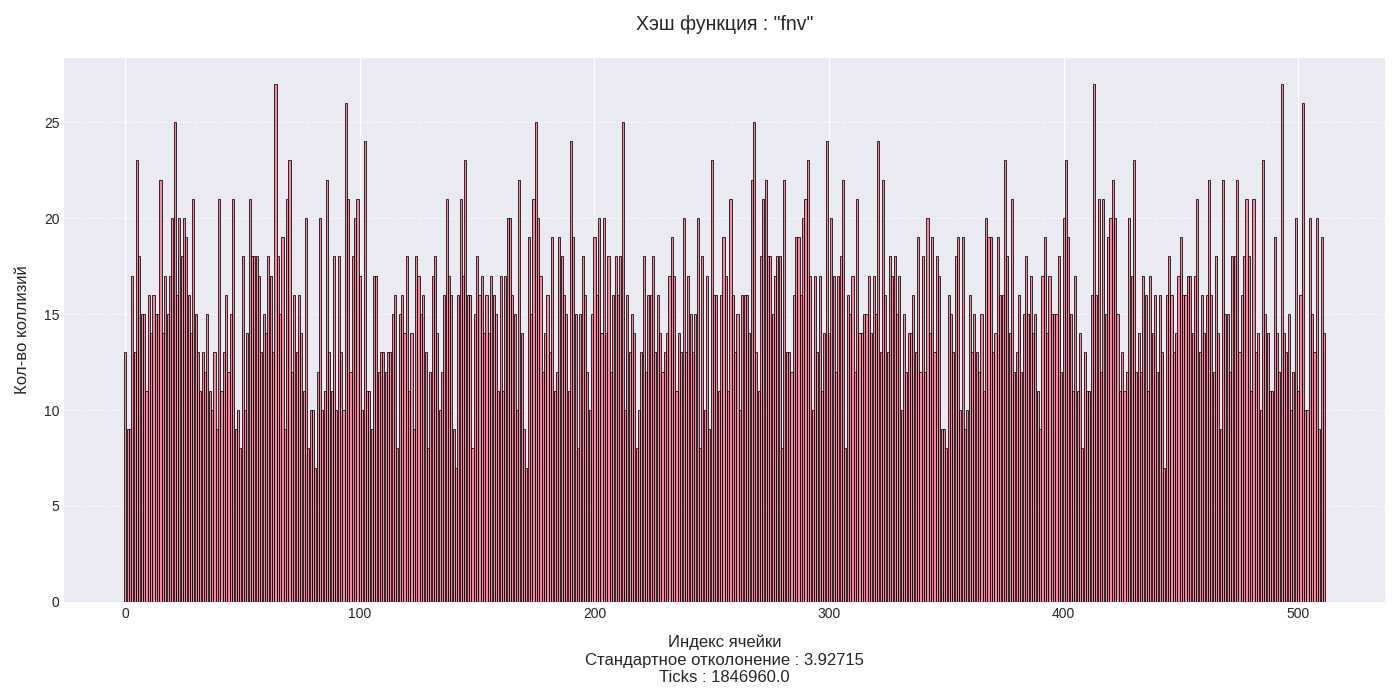 Хэш функция : "fnv"
Кол-во коллизий
25
20
15
10
5
0
0 100 200 300 400 500
Индекс ячейки
Стандартное отколонение : 3.92715
Ticks : 1846960.0